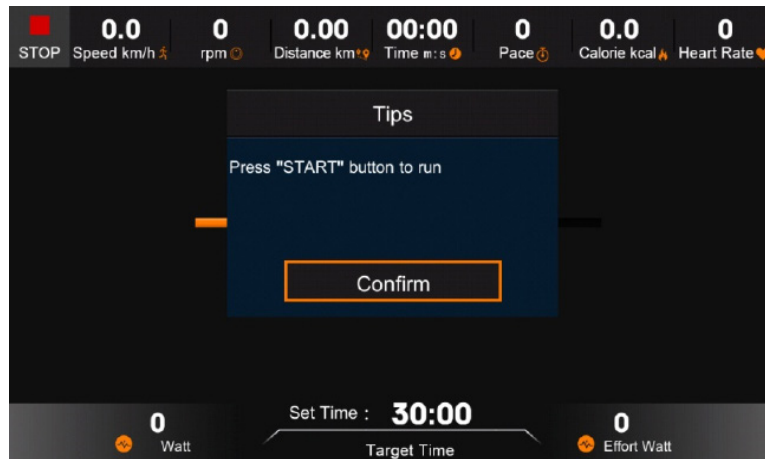 0.0 0 0.00 00:00 0 0.0 0
STOP Speed km/h rpm Distance km Time m:s Pace Calorie kcal Heart Rate
Tips
Press "START" button to run
Confirm
Set Time : 30:00
0 0
Watt Target Time Effort Watt